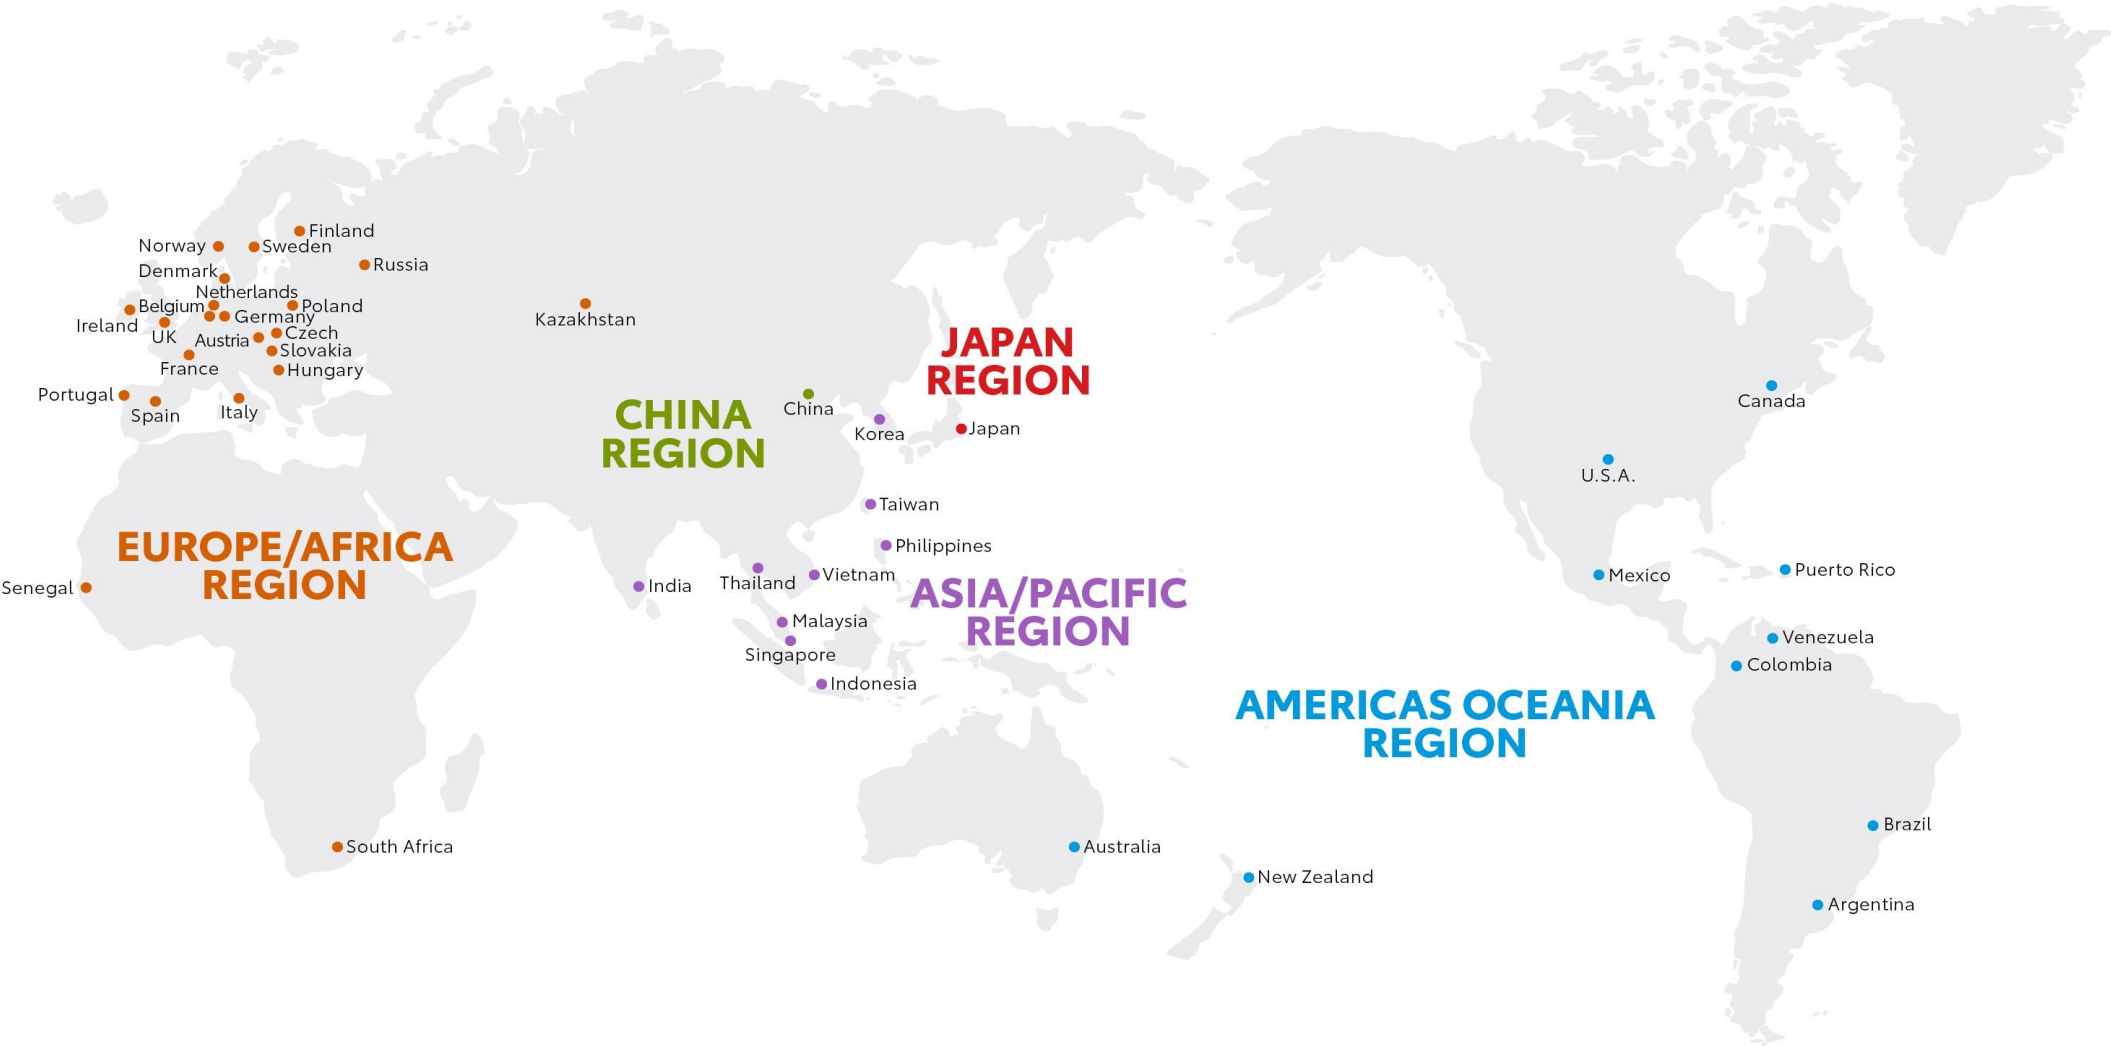 Finland
Norway
Sweden
Russia
Denmark
Netherlands
Belgium
Poland
Germany
Ireland
UK
Czech
Austria
Slovakia
France
Hungary
Portugal
Spain
Italy
Kazakhstan
EUROPE/AFRICA
REGION
Senegal
South Africa
CHINA
REGION
China
JAPAN
REGION
Japan
Korea
Taiwan
Philippines
India
Thailand
Vietnam
Malaysia
Singapore
Indonesia
ASIA/PACIFIC
REGION
AMERICAS OCEANIA
REGION
Canada
U.S.A.
Mexico
Puerto Rico
Venezuela
Colombia
Brazil
Argentina
Australia
New Zealand